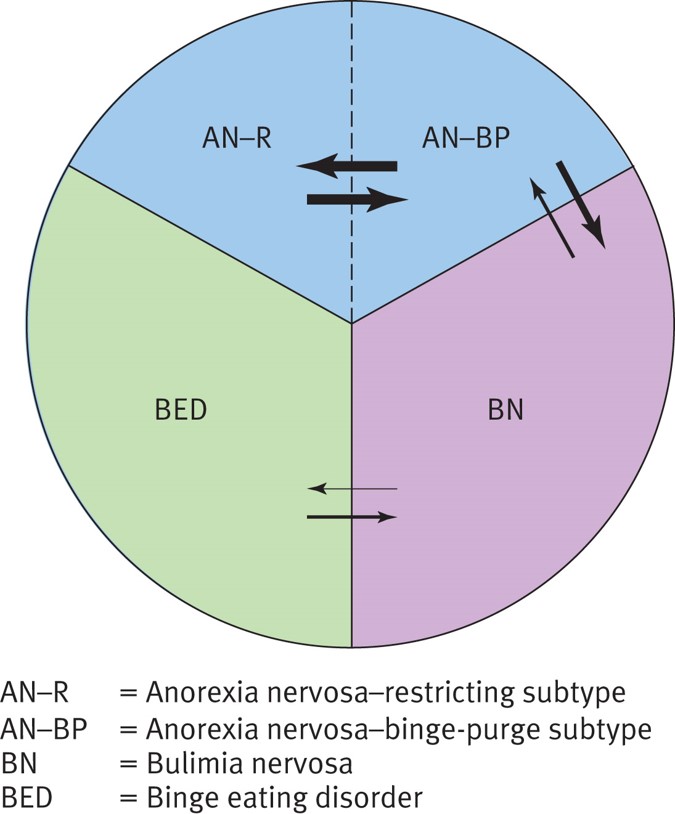 AN–R
AN–BP
BED
BN
AN–R = Anorexia nervosa–restricting subtype
AN–BP = Anorexia nervosa–binge-purge subtype
BN = Bulimia nervosa
BED = Binge eating disorder